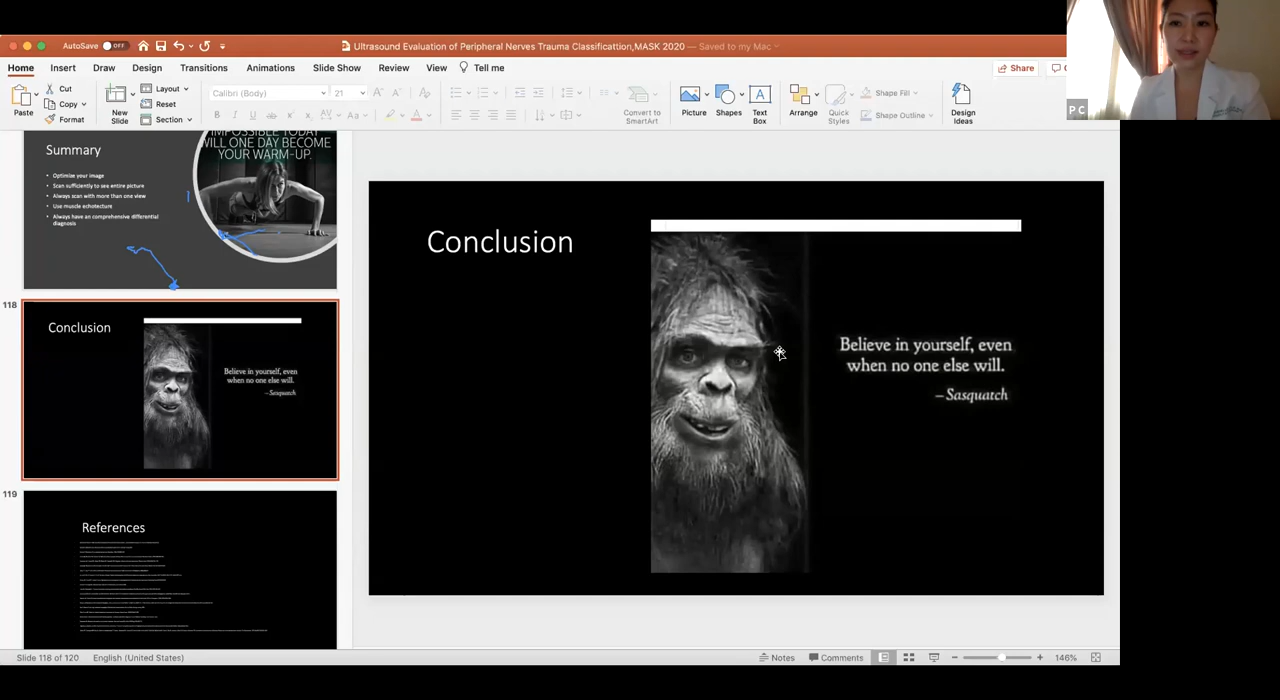 AutoSave OFF
Ultrasound Evaluation of Peripheral Nerves Trauma Classificattion,MASK 2020 — Saved to my Mac
Home Insert Draw Design Transitions Animations Slide Show Review View Tell me
Share
Paste
Cut
Copy
Format
New
Slide
Layout
Reset
Section
Calibri (Body) 21
B I U ab
Convert to
SmartArt
Picture
Shapes
Text
Box
Arrange
Quick
Styles
Shape Fill
Shape Outline
Design
Ideas
P C
IMPOSSIBLE TODAY
WILL ONE DAY BECOME
YOUR WARM-UP.
Summary
• Optimize your image
• Scan sufficiently to see entire picture
• Always scan with more than one view
• Use muscle echotecture
• Always have an comprehensive differential
diagnosis
118
Conclusion
Believe in yourself, even
when no one else will.
—Sasquatch
119
References
Conclusion
Believe in yourself, even
when no one else will.
—Sasquatch
Slide 118 of 120 English (United States)
Notes Comments 146%